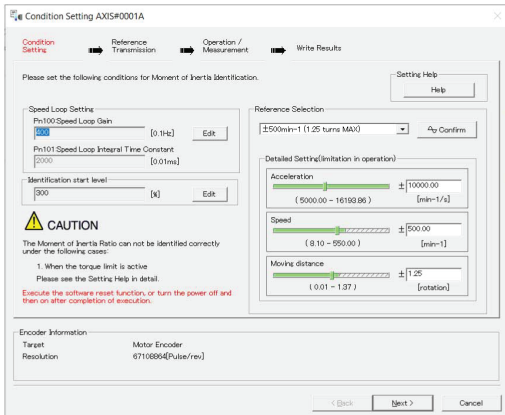 Condition Setting AXIS#0001A
Condition
Setting
Reference
Transmission
Operation /
Measurement
Write Results
Please set the following conditions for Moment of Inertia Identification.
Setting Help
Help
Speed Loop Setting
Pn100:Speed Loop Gain
400
[0.1Hz]
Edit
Pn101:Speed Loop Integral Time Constant
2000
[0.01ms]
Identification start level
300
[%]
Edit
CAUTION
The Moment of Inertia Ratio can not be identified correctly
under the following cases:
1. When the torque limit is active
Please see the Setting Help in detail.
Execute the software reset function, or turn the power off and
then on after completion of execution.
Reference Selection
±500min-1 (1.25 turns MAX)
Confirm
Detailed Setting(limitation in operation)
Acceleration
± 10000.00
( 5000.00 - 16193.86 )
[min-1/s]
Speed
± 500.00
( 8.10 - 550.00 )
[min-1]
Moving distance
± 1.25
( 0.01 - 1.37 )
[rotation]
Encoder Information
Target
Motor Encoder
Resolution
67108864[Pulse/rev]
< Back
Next >
Cancel